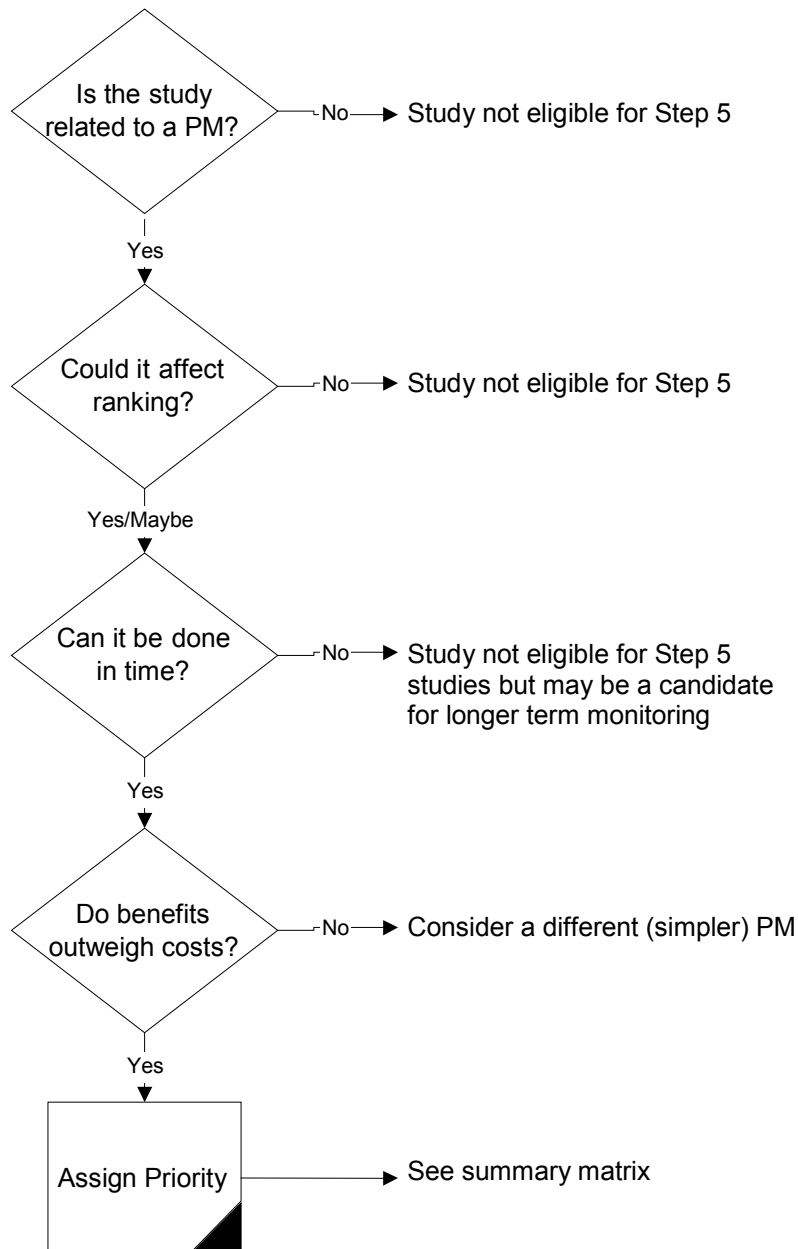 Is the study
related to a PM?
No
Study not eligible for Step 5
Yes
Could it affect
ranking?
No
Study not eligible for Step 5
Yes/Maybe
Can it be done
in time?
No
Study not eligible for Step 5
studies but may be a candidate
for longer term monitoring
Yes
Do benefits
outweigh costs?
No
Consider a different (simpler) PM
Yes
Assign Priority
See summary matrix